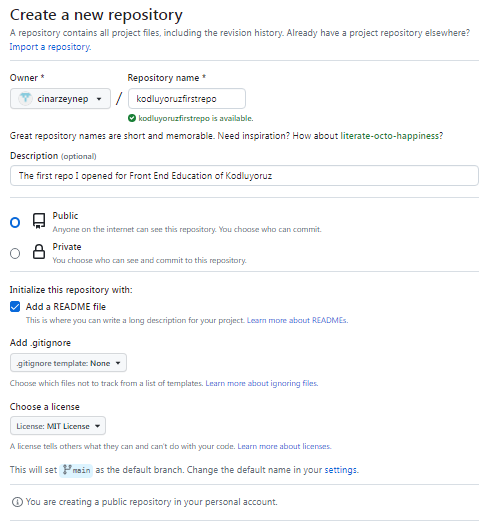 Create a new repository
A repository contains all project files, including the revision history. Already have a project repository elsewhere?
Import a repository.
Owner * Repository name *
cinarzeynep / kodluyoruzfirstrepo
kodluyoruzfirstrepo is available.
Great repository names are short and memorable. Need inspiration? How about literate-octo-happiness?
Description (optional)
The first repo I opened for Front End Education of Kodluyoruz
Public
Anyone on the internet can see this repository. You choose who can commit.
Private
You choose who can see and commit to this repository.
Initialize this repository with:
Add a README file
This is where you can write a long description for your project. Learn more about READMEs.
Add .gitignore
.gitignore template: None
Choose which files not to track from a list of templates. Learn more about ignoring files.
Choose a license
License: MIT License
A license tells others what they can and can't do with your code. Learn more about licenses.
This will set main as the default branch. Change the default name in your settings.
You are creating a public repository in your personal account.